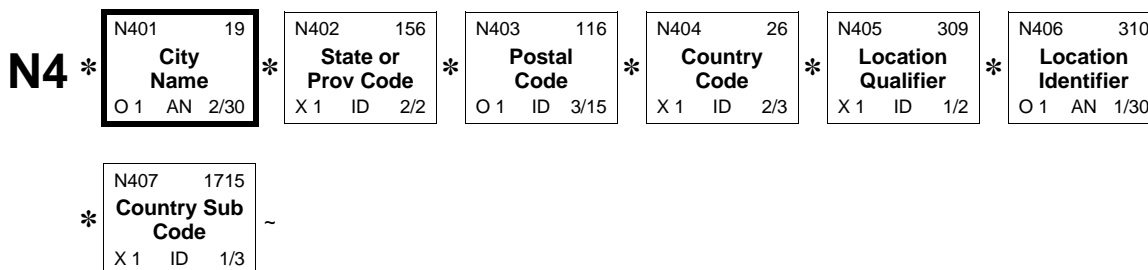 N401 19 N402 156 N403 116 N404 26 N405 309 N406 310
N4 * City Name * State or Prov Code * Postal Code * Country Code * Location Qualifier * Location Identifier
O 1 AN 2/30 X 1 ID 2/2 O 1 ID 3/15 X 1 ID 2/3 X 1 ID 1/2 O 1 AN 1/30
N407 1715
* Country Sub Code ~
X 1 ID 1/3